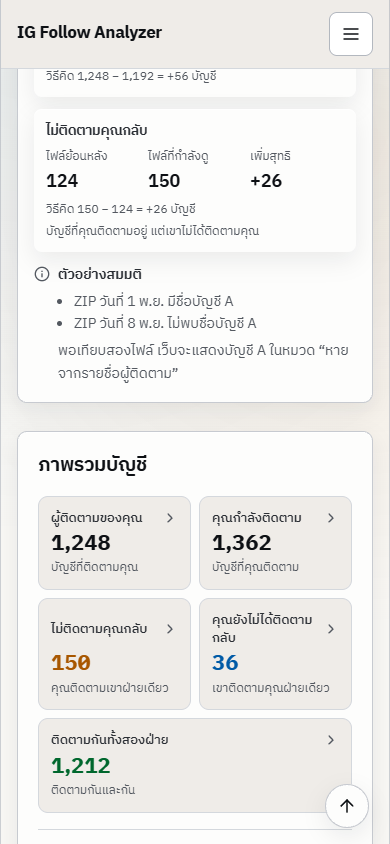 IG Follow Analyzer
วิธีคิด 1,248 − 1,192 = +56 บัญชี
ไม่ติดตามคุณกลับ
ไฟล์ย้อนหลัง ไฟล์ที่กำลังดู เพิ่มสุทธิ
124 150 +26
วิธีคิด 150 − 124 = +26 บัญชี
บัญชีที่คุณติดตามอยู่ แต่เขาไม่ได้ติดตามคุณ
ตัวอย่างสมมติ
• ZIP วันที่ 1 พ.ย. มีชื่อบัญชี A
• ZIP วันที่ 8 พ.ย. ไม่พบชื่อบัญชี A
พอเทียบสองไฟล์ เว็บจะแสดงบัญชี A ในหมวด “หาย
จากรายชื่อผู้ติดตาม”
ภาพรวมบัญชี
ผู้ติดตามของคุณ
1,248
บัญชีที่ติดตามคุณ
คุณกำลังติดตาม
1,362
บัญชีที่คุณติดตาม
ไม่ติดตามคุณกลับ
150
คุณติดตามเขาฝ่ายเดียว
คุณยังไม่ได้ติดตาม
กลับ
36
เขาติดตามคุณฝ่ายเดียว
ติดตามกันทั้งสองฝ่าย
1,212
ติดตามกันและกัน